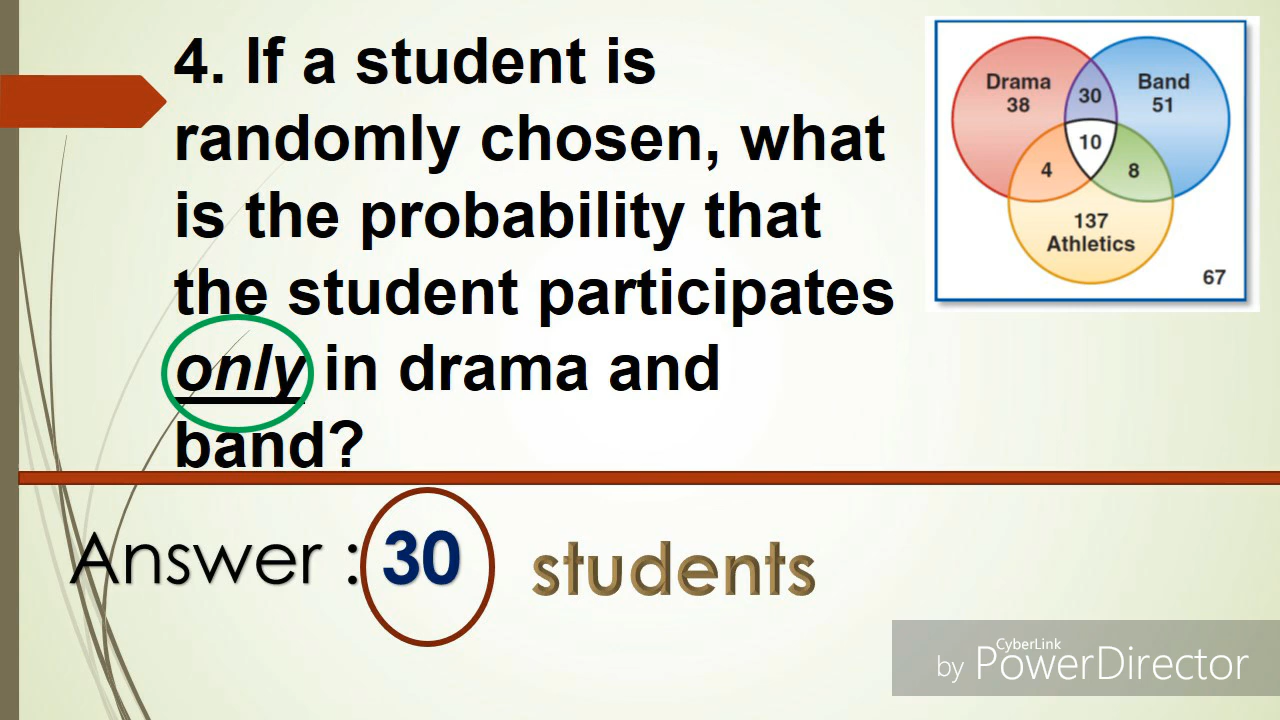 4. If a student is
randomly chosen, what
is the probability that
the student participates
only in drama and
band?
Drama
38
30
Band
51
10
4
8
137
Athletics
67
Answer : 30 students
CyberLink
by PowerDirector